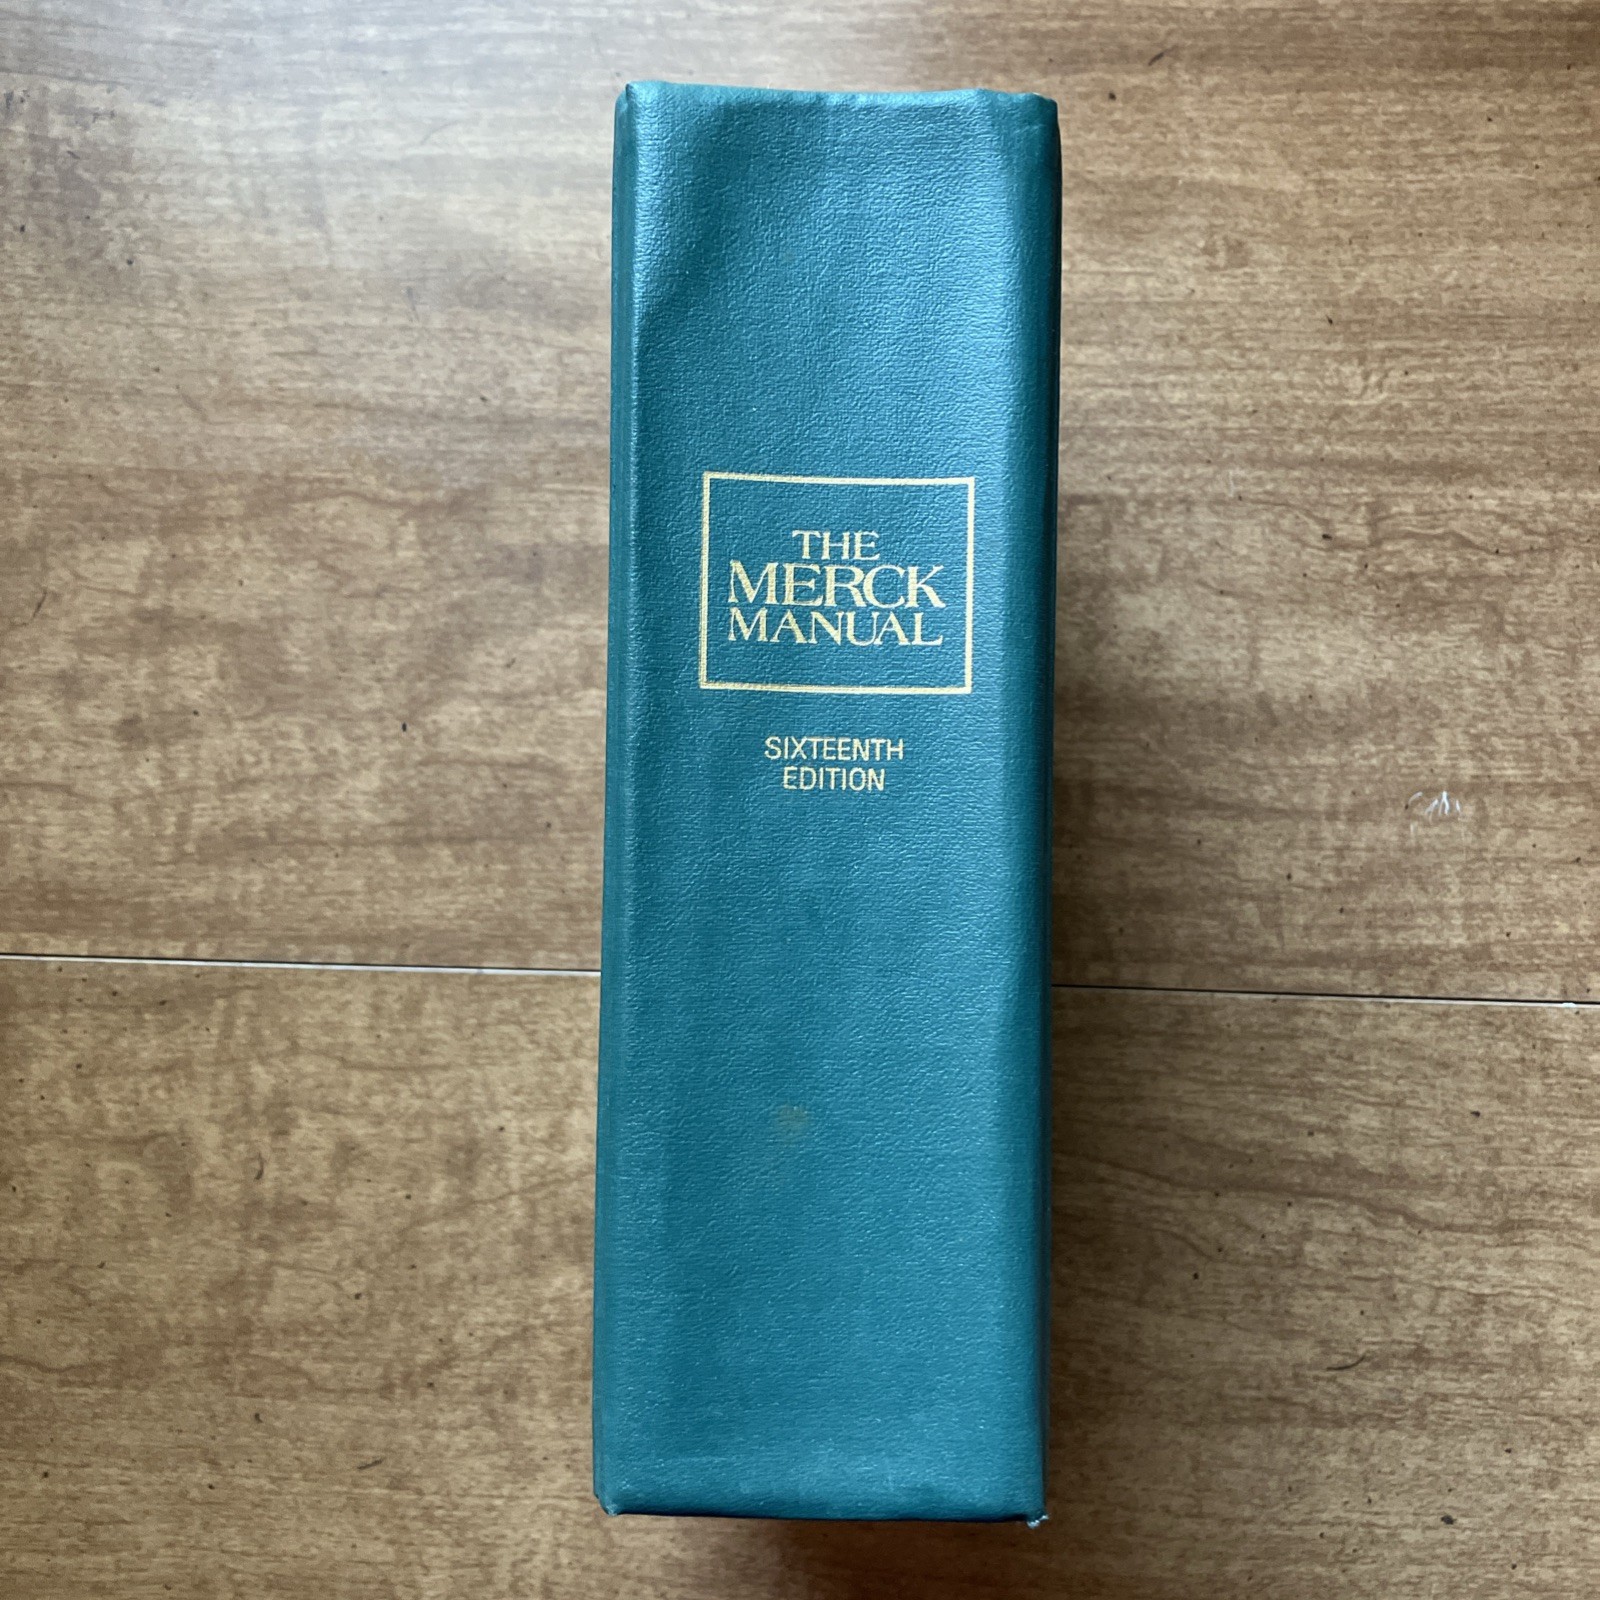 THE
MERCK
MANUAL
SIXTEENTH
EDITION